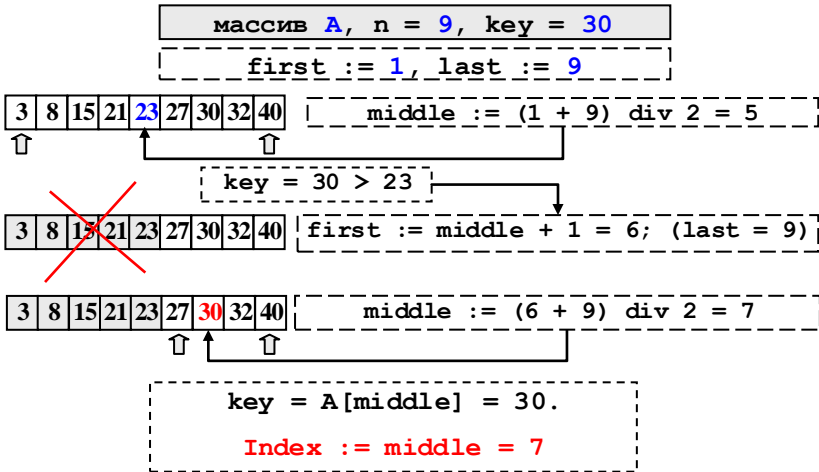 массив A, n = 9, key = 30
first := 1, last := 9
3 8 15 21 23 27 30 32 40
middle := (1 + 9) div 2 = 5
key = 30 > 23
3 8 15 21 23 27 30 32 40
first := middle + 1 = 6; (last = 9)
3 8 15 21 23 27 30 32 40
middle := (6 + 9) div 2 = 7
key = A[middle] = 30.
Index := middle = 7